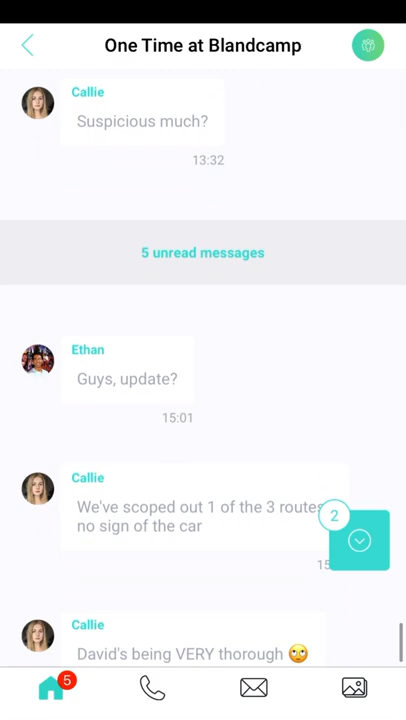 One Time at Blandcamp
Callie
Suspicious much?
13:32
5 unread messages
Ethan
Guys, update?
15:01
Callie
We've scoped out 1 of the 3 routes
no sign of the car
2
15
Callie
David's being VERY thorough 🙄
5